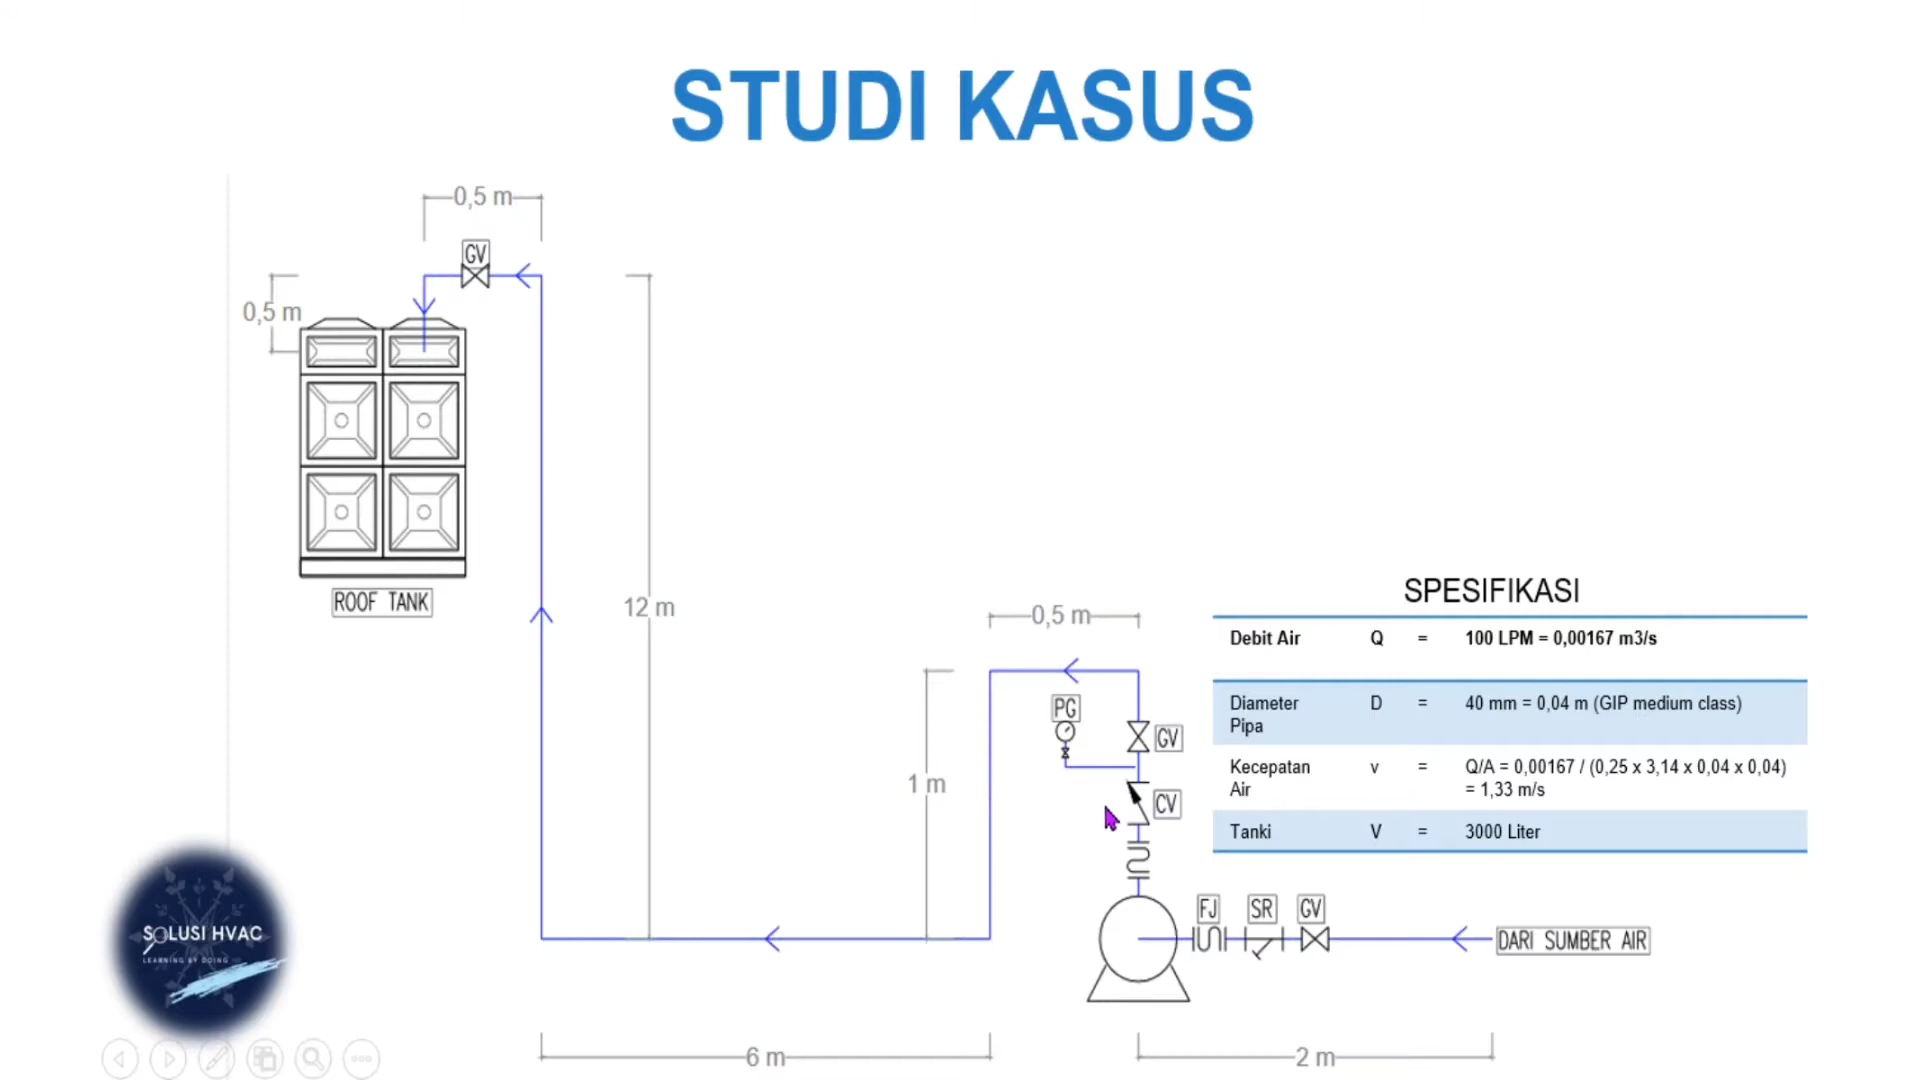 STUDI KASUS
0,5 m
GV
0,5 m
ROOF TANK
12 m
0,5 m
PG
GV
1 m
CV
FJ SR GV
DARI SUMBER AIR
6 m
2 m
SPESIFIKASI
Debit Air Q = 100 LPM = 0,00167 m3/s
Diameter Pipa D = 40 mm = 0,04 m (GIP medium class)
Kecepatan Air v = Q/A = 0,00167 / (0,25 x 3,14 x 0,04 x 0,04)
= 1,33 m/s
Tanki V = 3000 Liter
SOLUSI HVAC
LEARNING BY DOING